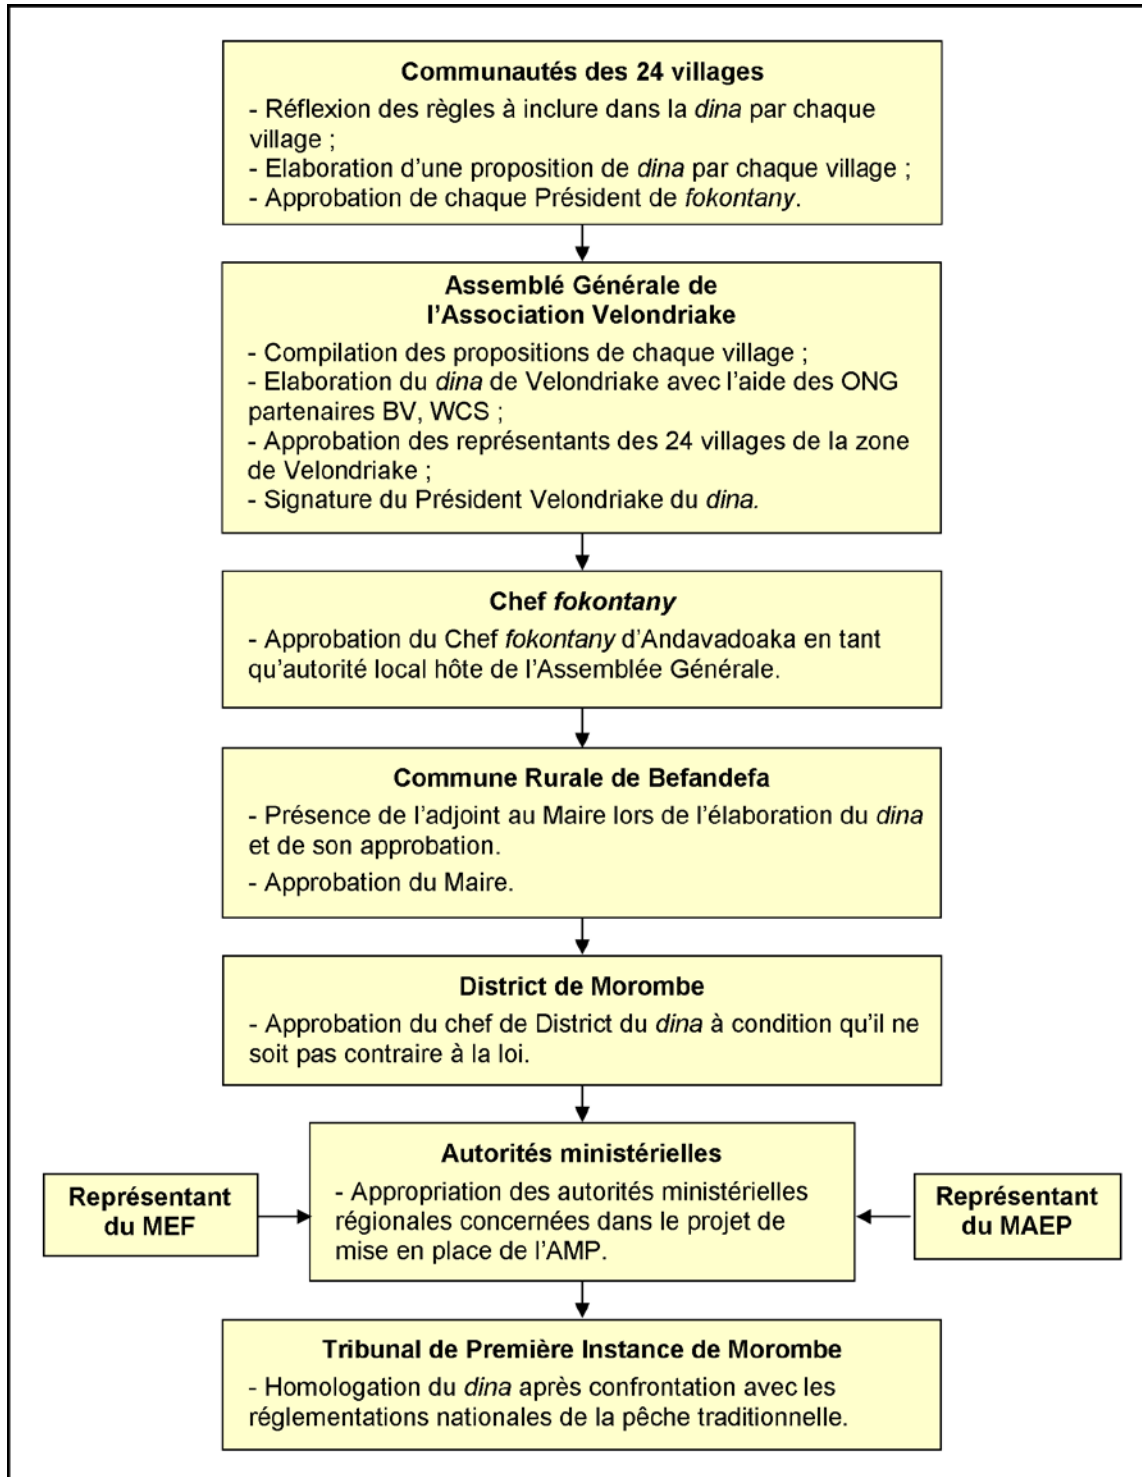 Communautés des 24 villages
- Réflexion des règles à inclure dans la dina par chaque
village ;
- Elaboration d'une proposition de dina par chaque village ;
- Approbation de chaque Président de fokontany.
Assemblé Générale de
l'Association Velondriake
- Compilation des propositions de chaque village ;
- Elaboration du dina de Velondriake avec l'aide des ONG
partenaires BV, WCS ;
- Approbation des représentants des 24 villages de la zone
de Velondriake ;
- Signature du Président Velondriake du dina.
Chef fokontany
- Approbation du Chef fokontany d'Andavadoaka en tant
qu'autorité local hôte de l'Assemblée Générale.
Commune Rurale de Befandefa
- Présence de l'adjoint au Maire lors de l'élaboration du dina
et de son approbation.
- Approbation du Maire.
District de Morombe
- Approbation du chef de District du dina à condition qu'il ne
soit pas contraire à la loi.
Autorités ministérielles
- Appropriation des autorités ministérielles
régionales concernées dans le projet de
mise en place de l'AMP.
Représentant
du MEF
Représentant
du MAEP
Tribunal de Première Instance de Morombe
- Homologation du dina après confrontation avec les
réglementations nationales de la pêche traditionnelle.